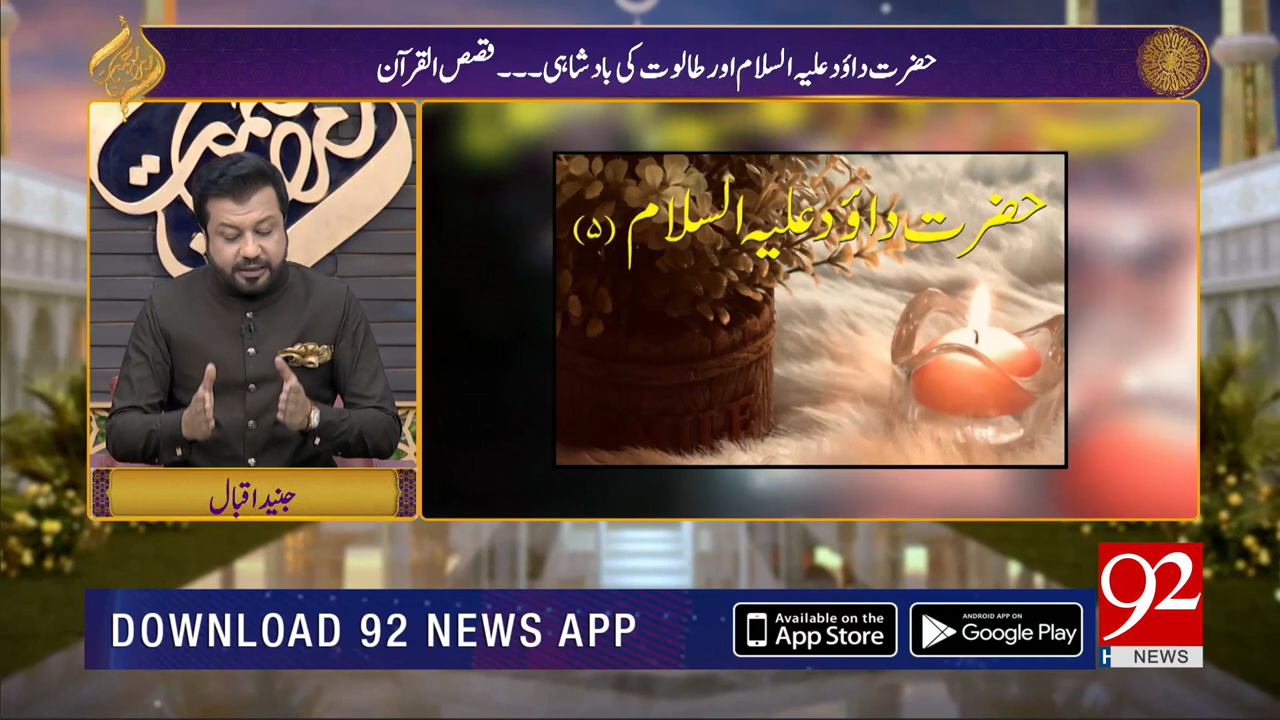 حضرت داؤد علیہ السلام اور طالوت کی بادشاہی۔۔۔ قصص القرآن
حضرت داؤد علیہ السلام (۵)
جنید اقبال
DOWNLOAD 92 NEWS APP
Available on the
App Store
ANDROID APP ON
Google Play
92
H NEWS